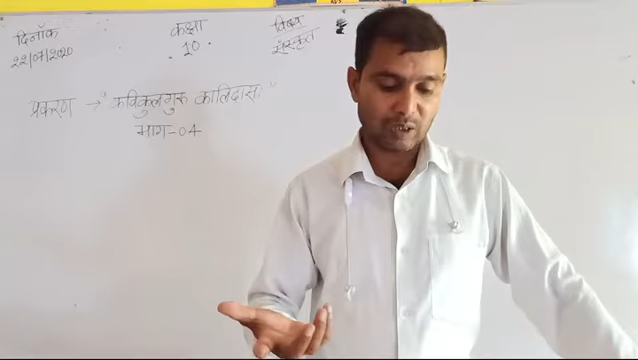 दिनाँक कक्षा विषय
22/07/2020 10 संस्कृत
प्रकरण → "कविकुलगुरु कालिदासः"
भाग-04